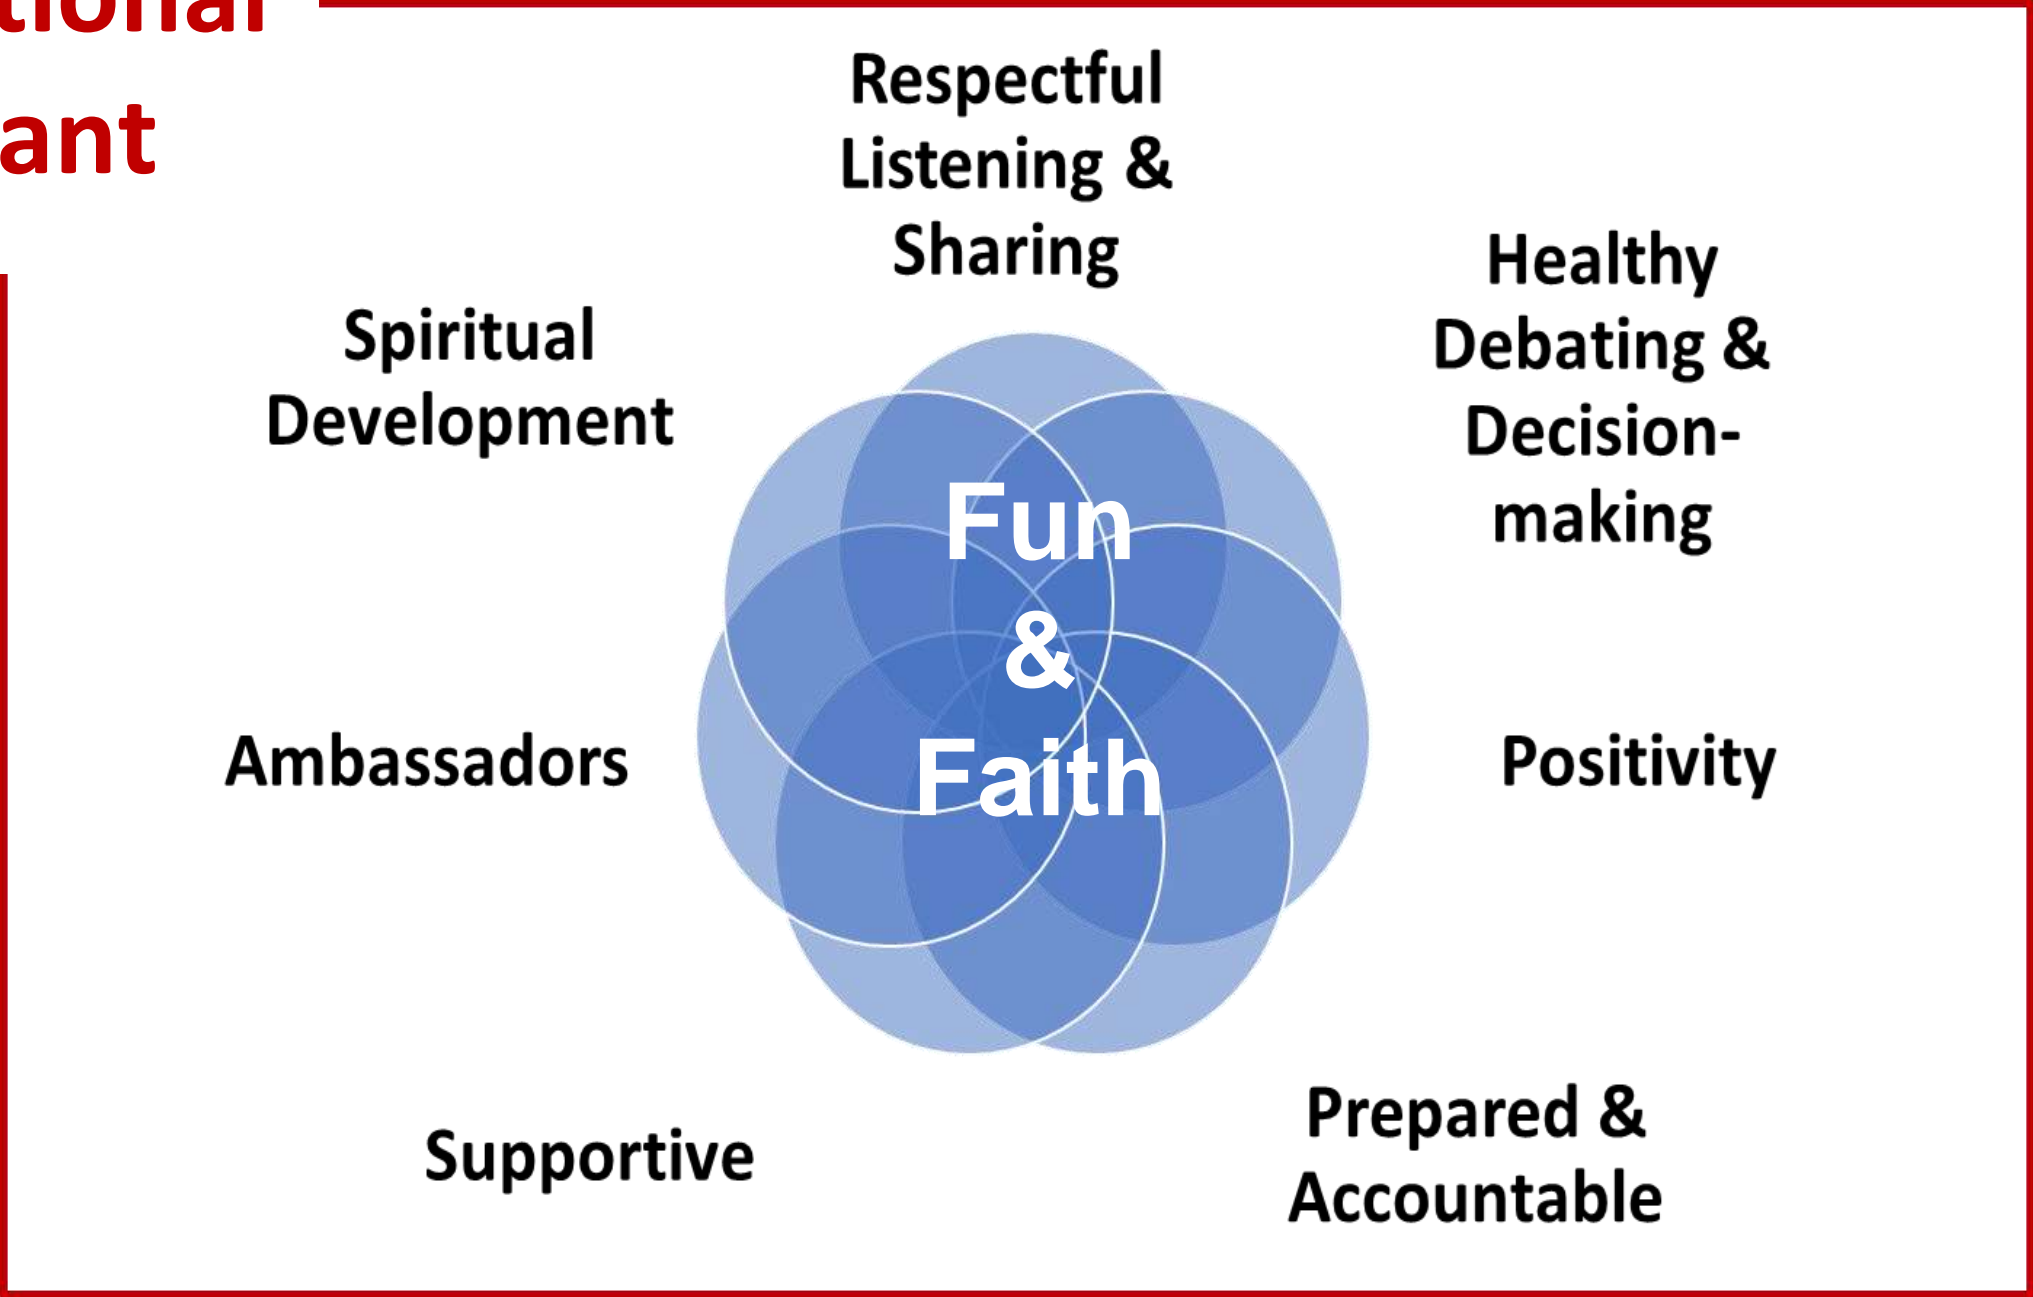 ant
Respectful
Listening &
Sharing
Healthy
Debating &
Decision-
making
Spiritual
Development
Fun
&
Faith
Ambassadors
Positivity
Supportive
Prepared &
Accountable